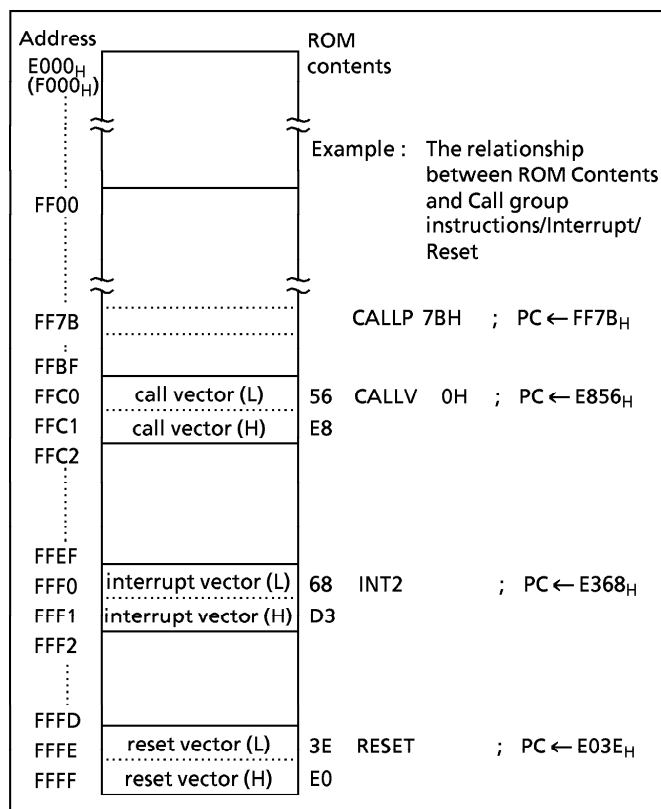 Address ROM
E000H contents
(F000H)
Example : The relationship
between ROM Contents
FF00 and Call group
instructions/Interrupt/
Reset
FF7B CALLP 7BH ; PC ← FF7BH
FFBF
FFC0 call vector (L) 56 CALLV 0H ; PC ← E856H
FFC1 call vector (H) E8
FFC2
FFEF
FFF0 interrupt vector (L) 68 INT2 ; PC ← E368H
FFF1 interrupt vector (H) D3
FFF2
FFFD
FFFE reset vector (L) 3E RESET ; PC ← E03EH
FFFF reset vector (H) E0